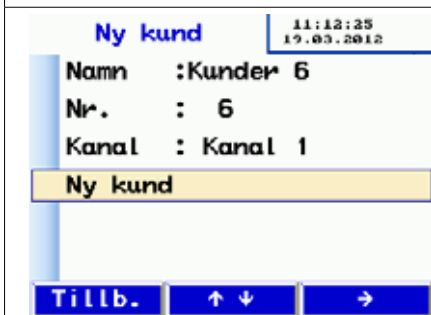 Ny kund
11:12:25
19.03.2012
Namn :Kunder 6
Nr. : 6
Kanal : Kanal 1
Ny kund
Tillb. ↑ ↓ →